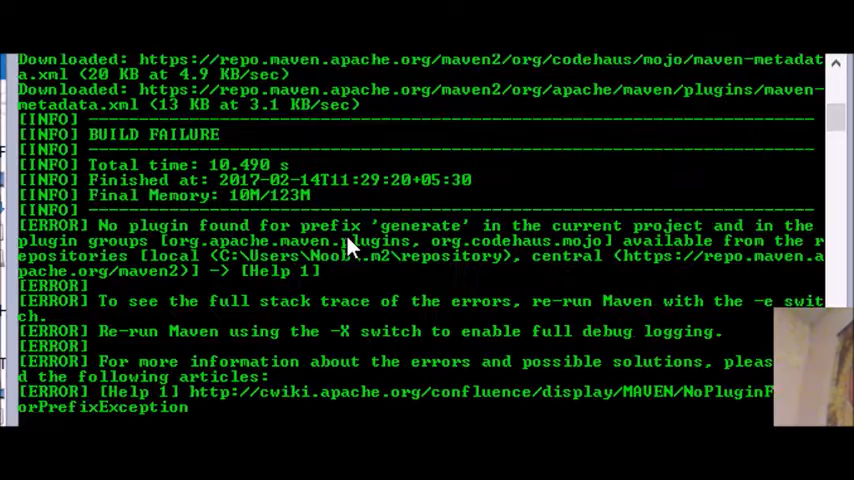 Downloaded: https://repo.maven.apache.org/maven2/org/codehaus/mojo/maven-metadat
a.xml (20 KB at 4.9 KB/sec)
Downloaded: https://repo.maven.apache.org/maven2/org/apache/maven/plugins/maven-
metadata.xml (13 KB at 3.1 KB/sec)
[INFO] ------------------------------------------------------------------------
[INFO] BUILD FAILURE
[INFO] ------------------------------------------------------------------------
[INFO] Total time: 10.490 s
[INFO] Finished at: 2017-02-14T11:29:20+05:30
[INFO] Final Memory: 10M/123M
[INFO] ------------------------------------------------------------------------
[ERROR] No plugin found for prefix 'generate' in the current project and in the
plugin groups [org.apache.maven.plugins, org.codehaus.mojo] available from the r
epositories [local (C:\Users\Noob\.m2\repository), central (https://repo.maven.a
pache.org/maven2)] -> [Help 1]
[ERROR]
[ERROR] To see the full stack trace of the errors, re-run Maven with the -e swit
ch.
[ERROR] Re-run Maven using the -X switch to enable full debug logging.
[ERROR]
[ERROR] For more information about the errors and possible solutions, pleas
d the following articles:
[ERROR] [Help 1] http://cwiki.apache.org/confluence/display/MAVEN/NoPluginF
orPrefixException